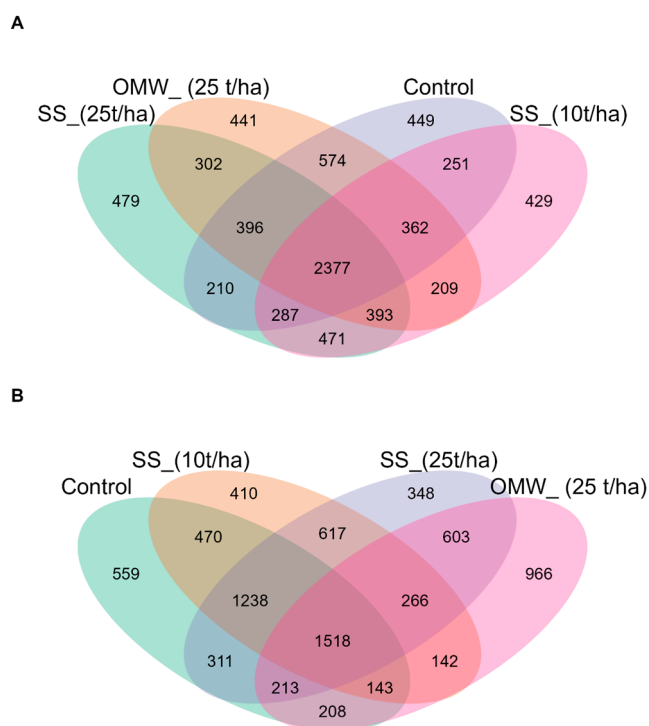 A
OMW_ (25 t/ha) Control
SS_(25t/ha) SS_(10t/ha)
441 449
302 574 251
479 429
396 362
2377
210 209
287 393
471
B
SS_(10t/ha) SS_(25t/ha)
Control OMW_ (25 t/ha)
410 348
470 617 603
559 966
1238 266
1518
311 142
213 143
208